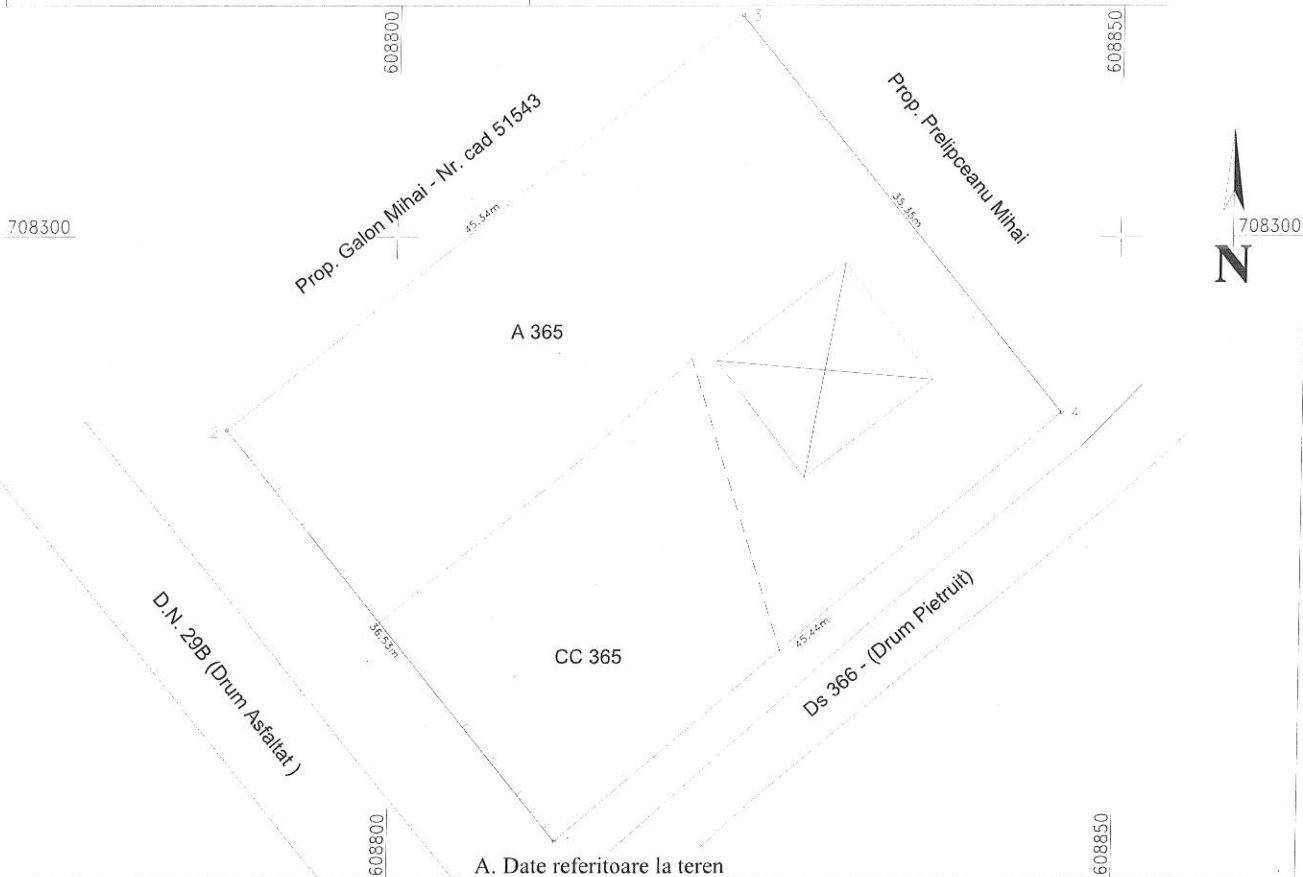 3
608800
608850
Prop. Galon Mihai - Nr. cad 51543
Prop. Prelipceanu Mihai
45.54m
35.35m
708300
708300
N
A 365
2
4
D.N. 29B (Drum Asfaltat )
36.53m
CC 365
45.44m
Ds 366 - (Drum Pietruit)
608800
608850
A. Date referitoare la teren